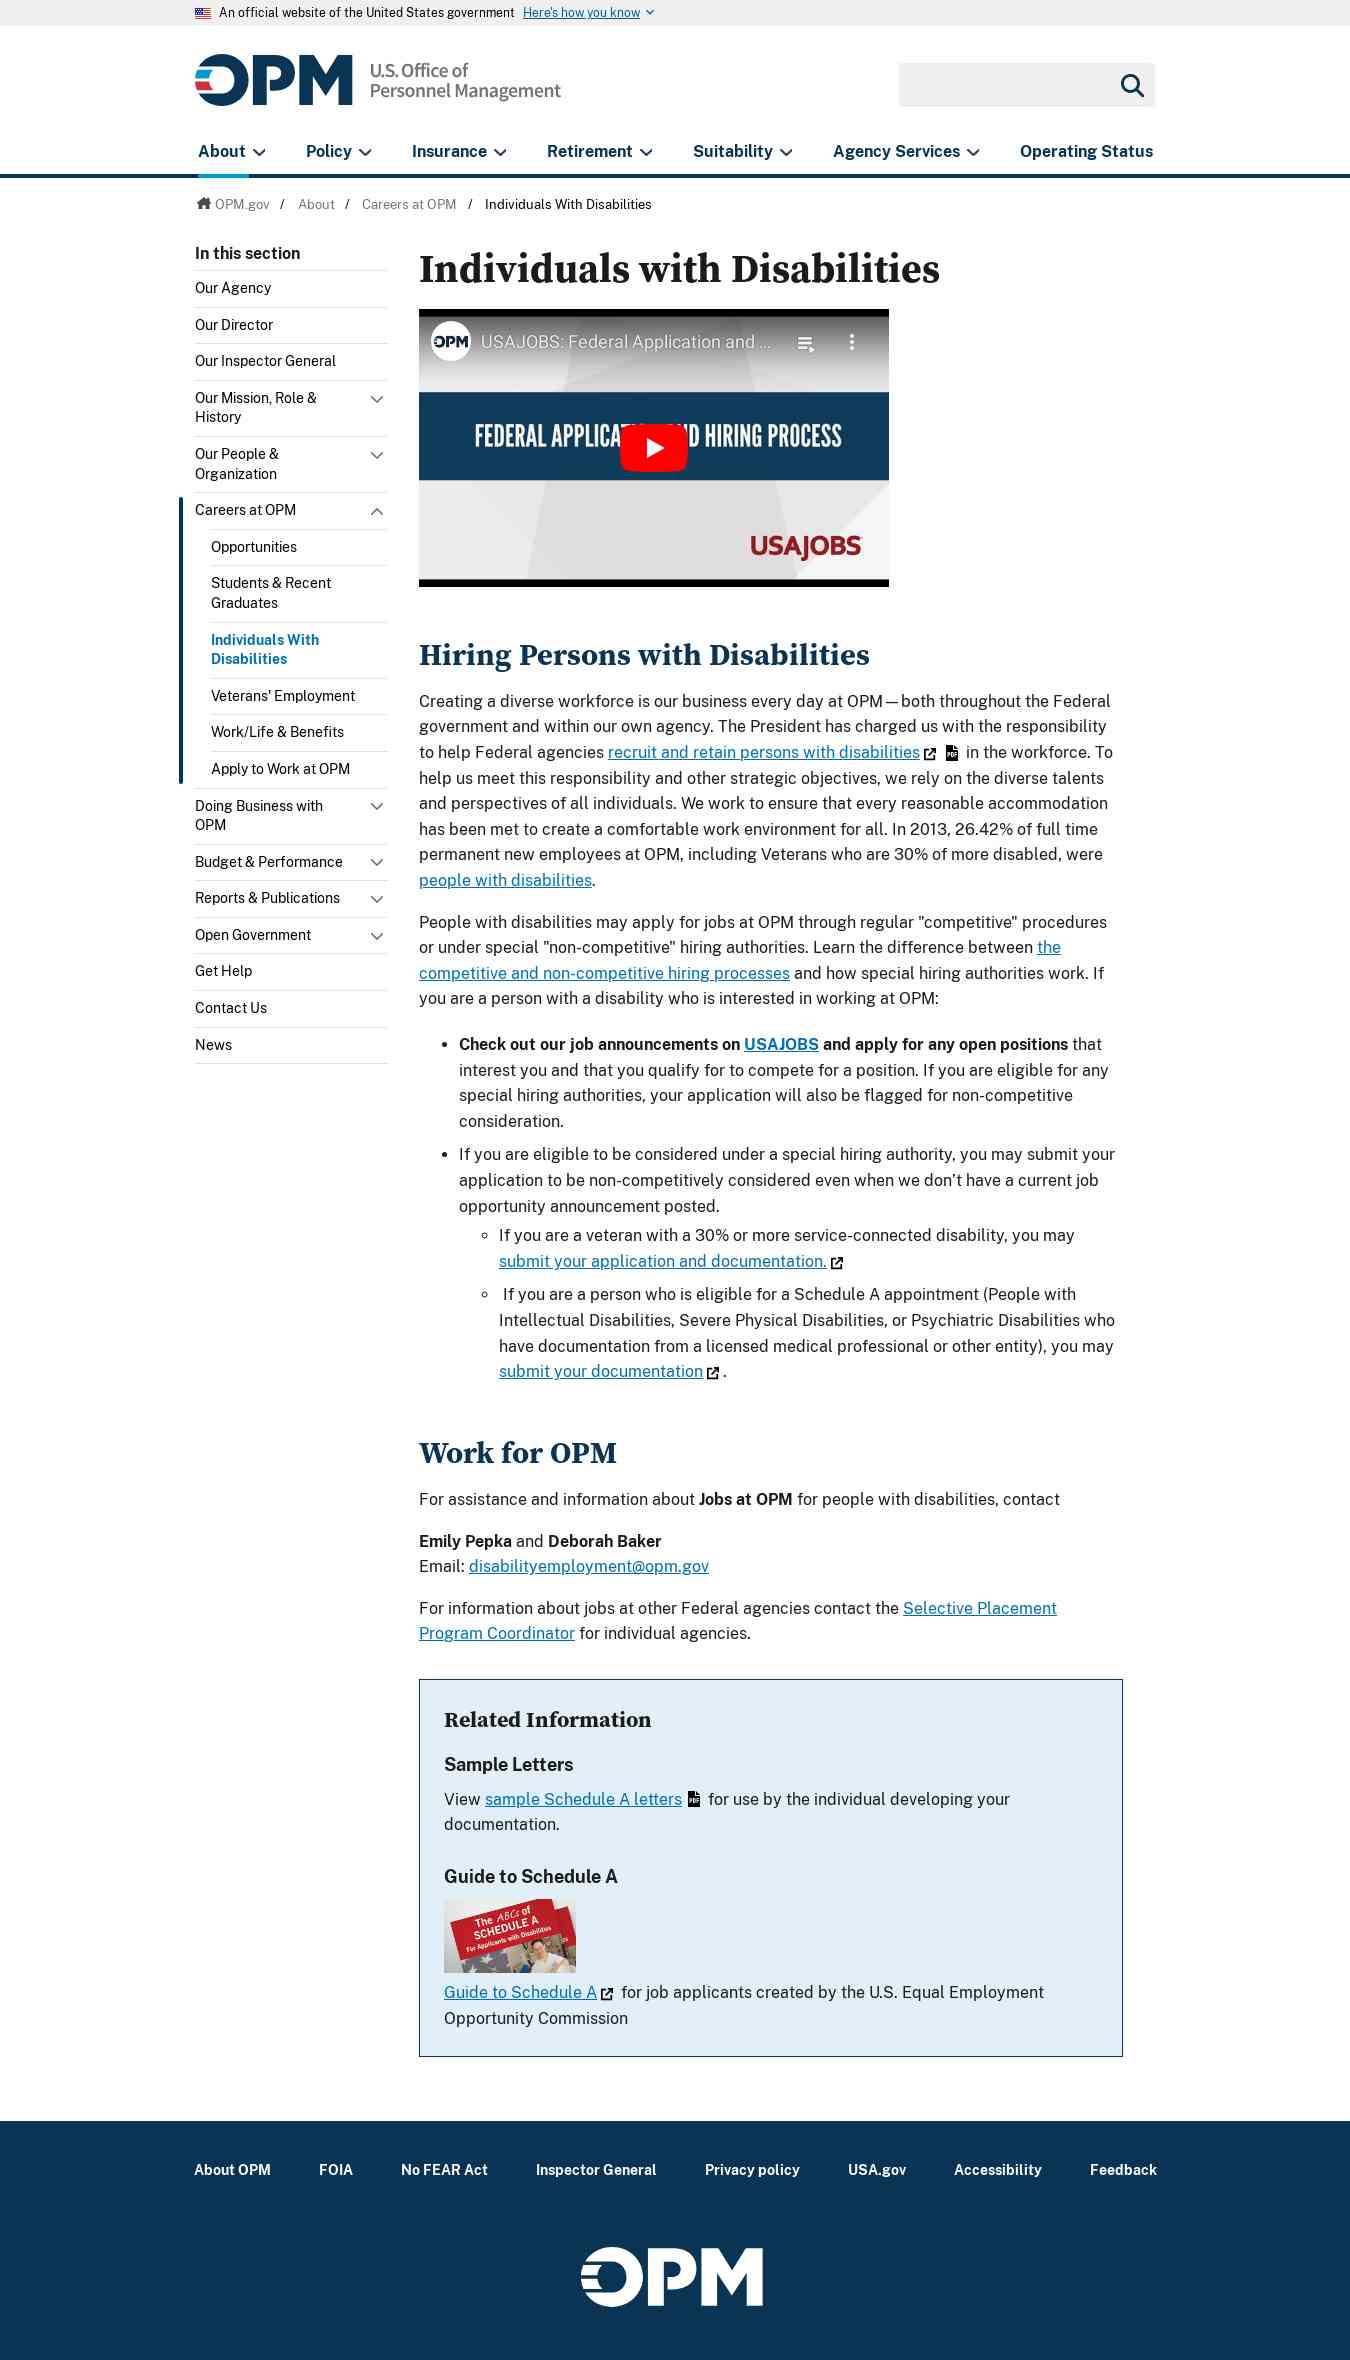 An official website of the United States government Here's how you know
OPM U.S. Office of
Personnel Management
About Policy Insurance Retirement Suitability Agency Services Operating Status
OPM.gov / About / Careers at OPM / Individuals With Disabilities
In this section
Our Agency
Our Director
Our Inspector General
Our Mission, Role &
History
Our People &
Organization
Careers at OPM
Opportunities
Students & Recent
Graduates
Individuals With
Disabilities
Veterans' Employment
Work/Life & Benefits
Apply to Work at OPM
Doing Business with
OPM
Budget & Performance
Reports & Publications
Open Government
Get Help
Contact Us
News
Individuals with Disabilities
OPM USAJOBS: Federal Application and ...
FEDERAL APPLICATION AND HIRING PROCESS
USAJOBS
Hiring Persons with Disabilities
Creating a diverse workforce is our business every day at OPM—both throughout the Federal
government and within our own agency. The President has charged us with the responsibility
to help Federal agencies recruit and retain persons with disabilities PDF in the workforce. To
help us meet this responsibility and other strategic objectives, we rely on the diverse talents
and perspectives of all individuals. We work to ensure that every reasonable accommodation
has been met to create a comfortable work environment for all. In 2013, 26.42% of full time
permanent new employees at OPM, including Veterans who are 30% of more disabled, were
people with disabilities.
People with disabilities may apply for jobs at OPM through regular "competitive" procedures
or under special "non-competitive" hiring authorities. Learn the difference between the
competitive and non-competitive hiring processes and how special hiring authorities work. If
you are a person with a disability who is interested in working at OPM:
• Check out our job announcements on USAJOBS and apply for any open positions that
interest you and that you qualify for to compete for a position. If you are eligible for any
special hiring authorities, your application will also be flagged for non-competitive
consideration.
• If you are eligible to be considered under a special hiring authority, you may submit your
application to be non-competitively considered even when we don't have a current job
opportunity announcement posted.
◦ If you are a veteran with a 30% or more service-connected disability, you may
submit your application and documentation.
◦ If you are a person who is eligible for a Schedule A appointment (People with
Intellectual Disabilities, Severe Physical Disabilities, or Psychiatric Disabilities who
have documentation from a licensed medical professional or other entity), you may
submit your documentation .
Work for OPM
For assistance and information about Jobs at OPM for people with disabilities, contact
Emily Pepka and Deborah Baker
Email: disabilityemployment@opm.gov
For information about jobs at other Federal agencies contact the Selective Placement
Program Coordinator for individual agencies.
Related Information
Sample Letters
View sample Schedule A letters PDF for use by the individual developing your
documentation.
Guide to Schedule A
The ABCs of
SCHEDULE A
For Applicants with Disabilities
Guide to Schedule A for job applicants created by the U.S. Equal Employment
Opportunity Commission
About OPM FOIA No FEAR Act Inspector General Privacy policy USA.gov Accessibility Feedback
OPM